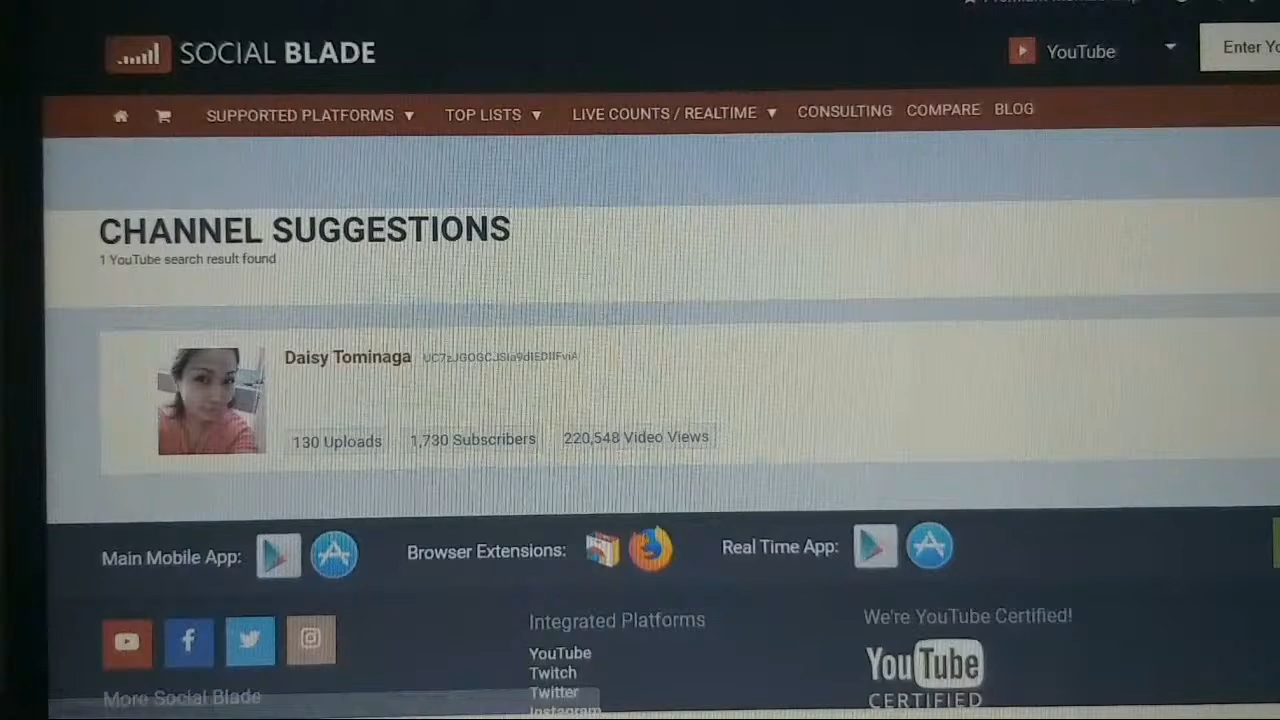 SOCIAL BLADE
YouTube
Enter Yo
SUPPORTED PLATFORMS ▼ TOP LISTS ▼ LIVE COUNTS / REALTIME ▼ CONSULTING COMPARE BLOG
CHANNEL SUGGESTIONS
1 YouTube search result found
Daisy Tominaga
130 Uploads 1,730 Subscribers 220,548 Video Views
Main Mobile App: Browser Extensions: Real Time App:
Integrated Platforms
We're YouTube Certified!
YouTube
Twitch
Twitter
Instagram
YouTube
CERTIFIED
More Social Blade